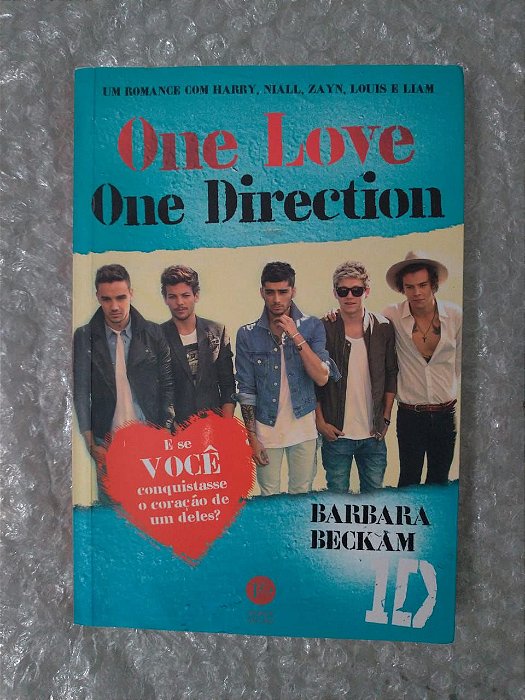 UM ROMANCE COM HARRY, NIALL, ZAYN, LOUIS E LIAM
One Love
One Direction
E se
VOCÊ
conquistasse
o coração de
um deles?
BARBARA
BECKAM
1D